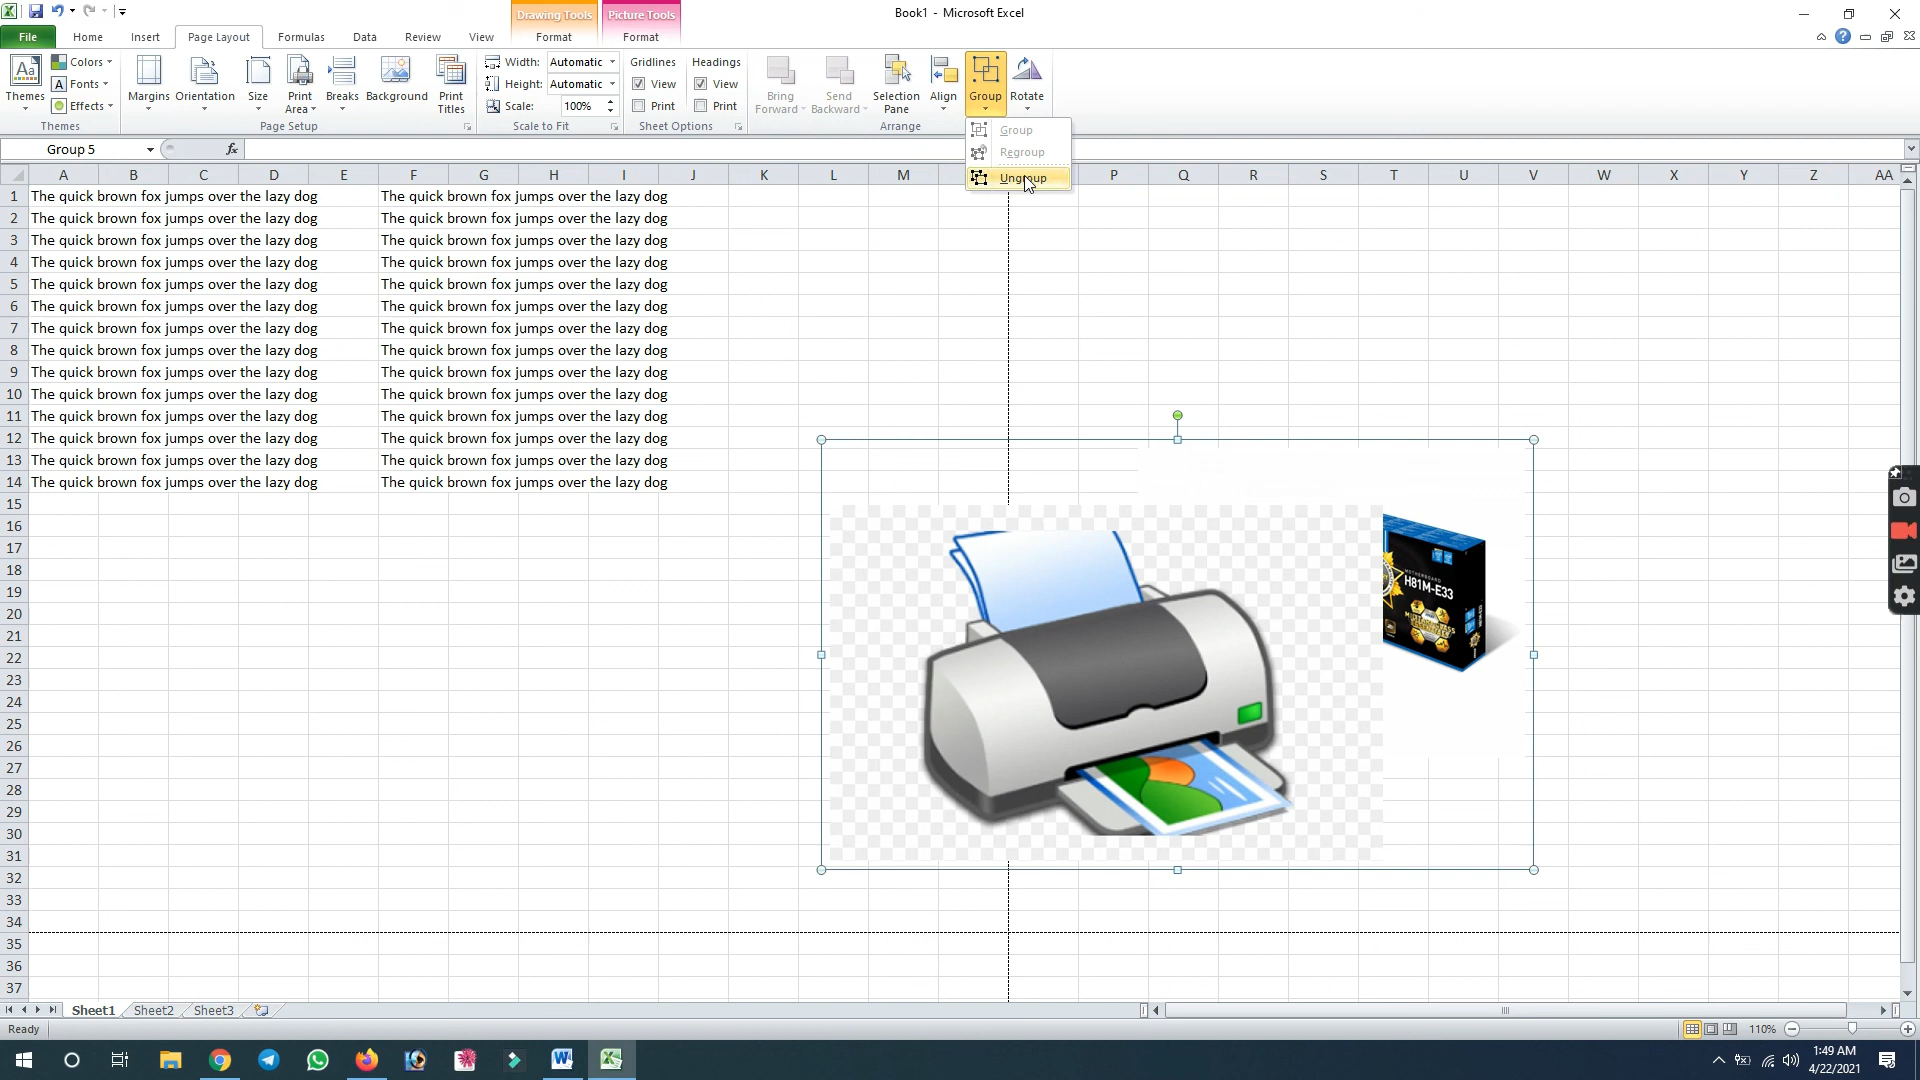 Drawing Tools Picture Tools Book1 - Microsoft Excel
File Home Insert Page Layout Formulas Data Review View Format Format
Themes Colors Fonts Effects
Margins Orientation Size Print Area Breaks Background Print Titles
Width: Automatic
Height: Automatic
Scale: 100%
Gridlines Headings
View View
Print Print
Bring Forward Send Backward Selection Pane Align Group Rotate
Themes Page Setup Scale to Fit Sheet Options Arrange
Group
Regroup
Ungroup
Group 5 fx
A B C D E F G H I J K L M P Q R S T U V W X Y Z AA
1 The quick brown fox jumps over the lazy dog The quick brown fox jumps over the lazy dog
2 The quick brown fox jumps over the lazy dog The quick brown fox jumps over the lazy dog
3 The quick brown fox jumps over the lazy dog The quick brown fox jumps over the lazy dog
4 The quick brown fox jumps over the lazy dog The quick brown fox jumps over the lazy dog
5 The quick brown fox jumps over the lazy dog The quick brown fox jumps over the lazy dog
6 The quick brown fox jumps over the lazy dog The quick brown fox jumps over the lazy dog
7 The quick brown fox jumps over the lazy dog The quick brown fox jumps over the lazy dog
8 The quick brown fox jumps over the lazy dog The quick brown fox jumps over the lazy dog
9 The quick brown fox jumps over the lazy dog The quick brown fox jumps over the lazy dog
10 The quick brown fox jumps over the lazy dog The quick brown fox jumps over the lazy dog
11 The quick brown fox jumps over the lazy dog The quick brown fox jumps over the lazy dog
12 The quick brown fox jumps over the lazy dog The quick brown fox jumps over the lazy dog
13 The quick brown fox jumps over the lazy dog The quick brown fox jumps over the lazy dog
14 The quick brown fox jumps over the lazy dog The quick brown fox jumps over the lazy dog
15
16
17
18
19
20
21
22
23
24
25
26
27
28
29
30
31
32
33
34
35
36
37
MOTHERBOARD
H81M-E33
Sheet1 Sheet2 Sheet3
Ready 110%
1:49 AM
4/22/2021